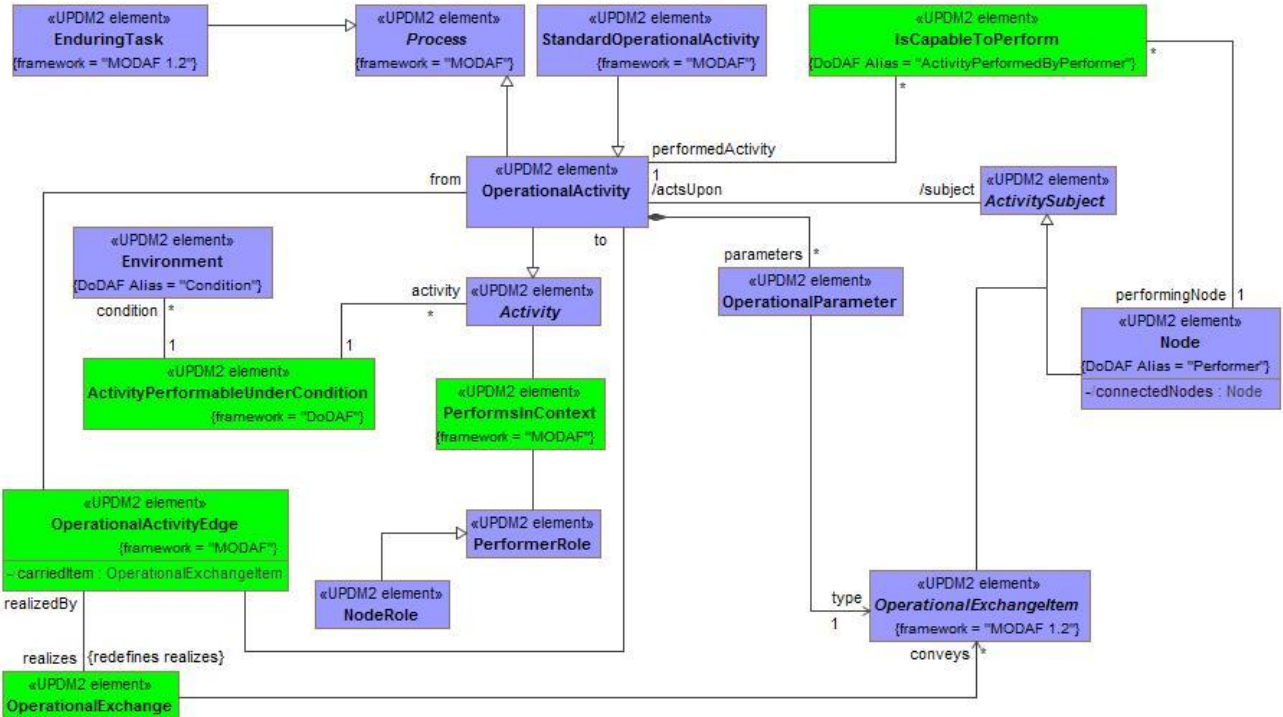 «UPDM2 element»
EnduringTask
{framework = "MODAF 1.2"}
«UPDM2 element»
Process
{framework = "MODAF"}
«UPDM2 element»
StandardOperationalActivity
{framework = "MODAF"}
«UPDM2 element»
IsCapableToPerform
{DoDAF Alias = "ActivityPerformedByPerformer"}
*
*
performedActivity
1
from
«UPDM2 element»
OperationalActivity
/actsUpon
/subject
«UPDM2 element»
ActivitySubject
to
«UPDM2 element»
Environment
{DoDAF Alias = "Condition"}
condition
*
1
activity
*
1
«UPDM2 element»
Activity
parameters
*
«UPDM2 element»
OperationalParameter
performingNode
1
«UPDM2 element»
Node
{DoDAF Alias = "Performer"}
-/connectedNodes : Node
«UPDM2 element»
ActivityPerformableUnderCondition
{framework = "DoDAF"}
«UPDM2 element»
PerformsInContext
{framework = "MODAF"}
«UPDM2 element»
OperationalActivityEdge
{framework = "MODAF"}
-/carriedItem : OperationalExchangeItem
«UPDM2 element»
PerformerRole
«UPDM2 element»
NodeRole
type
1
«UPDM2 element»
OperationalExchangeItem
{framework = "MODAF 1.2"}
conveys
*
realizedBy
realizes
{redefines realizes}
«UPDM2 element»
OperationalExchange